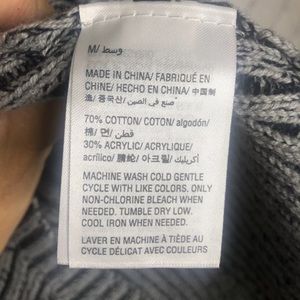 M/ وسط
MADE IN CHINA/ FABRIQUÉ EN
CHINE/ HECHO EN CHINA/ 中国制
造/ 중국산/ صنع في الصين
70% COTTON/ COTON/ algodón/
棉/ 면/ قطن
30% ACRYLIC/ ACRYLIQUE/
acrílico/ 腈纶/ 아크릴/ أكريليك
MACHINE WASH COLD GENTLE
CYCLE WITH LIKE COLORS. ONLY
NON-CHLORINE BLEACH WHEN
NEEDED. TUMBLE DRY LOW.
COOL IRON WHEN NEEDED.
LAVER EN MACHINE À TIÈDE AU
CYCLE DÉLICAT AVEC COULEURS